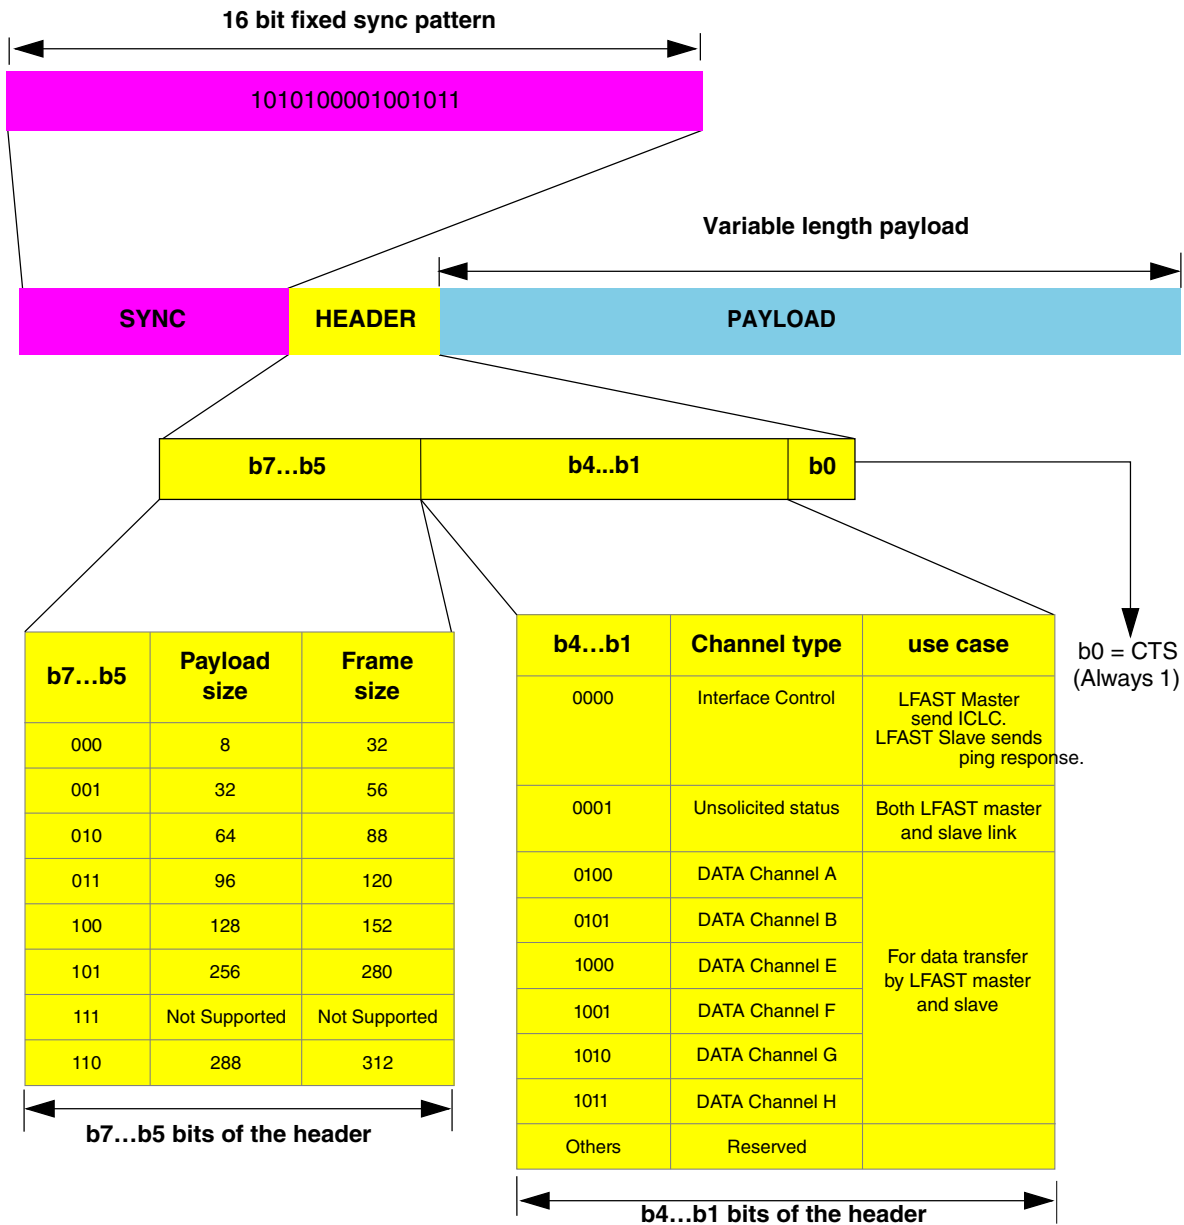 16 bit fixed sync pattern
1010100001001011
Variable length payload
SYNC
HEADER
PAYLOAD
b7...b5
b4...b1
b0
b7...b5
Payload
size
Frame
size
000
8
32
001
32
56
010
64
88
011
96
120
100
128
152
101
256
280
111
Not Supported
Not Supported
110
288
312
b7...b5 bits of the header
b4...b1
Channel type
use case
0000
Interface Control
LFAST Master
send ICLC.
LFAST Slave sends
ping response.
0001
Unsolicited status
Both LFAST master
and slave link
0100
DATA Channel A
0101
DATA Channel B
1000
DATA Channel E
1001
DATA Channel F
1010
DATA Channel G
1011
DATA Channel H
For data transfer
by LFAST master
and slave
Others
Reserved
b4...b1 bits of the header
b0 = CTS
(Always 1)